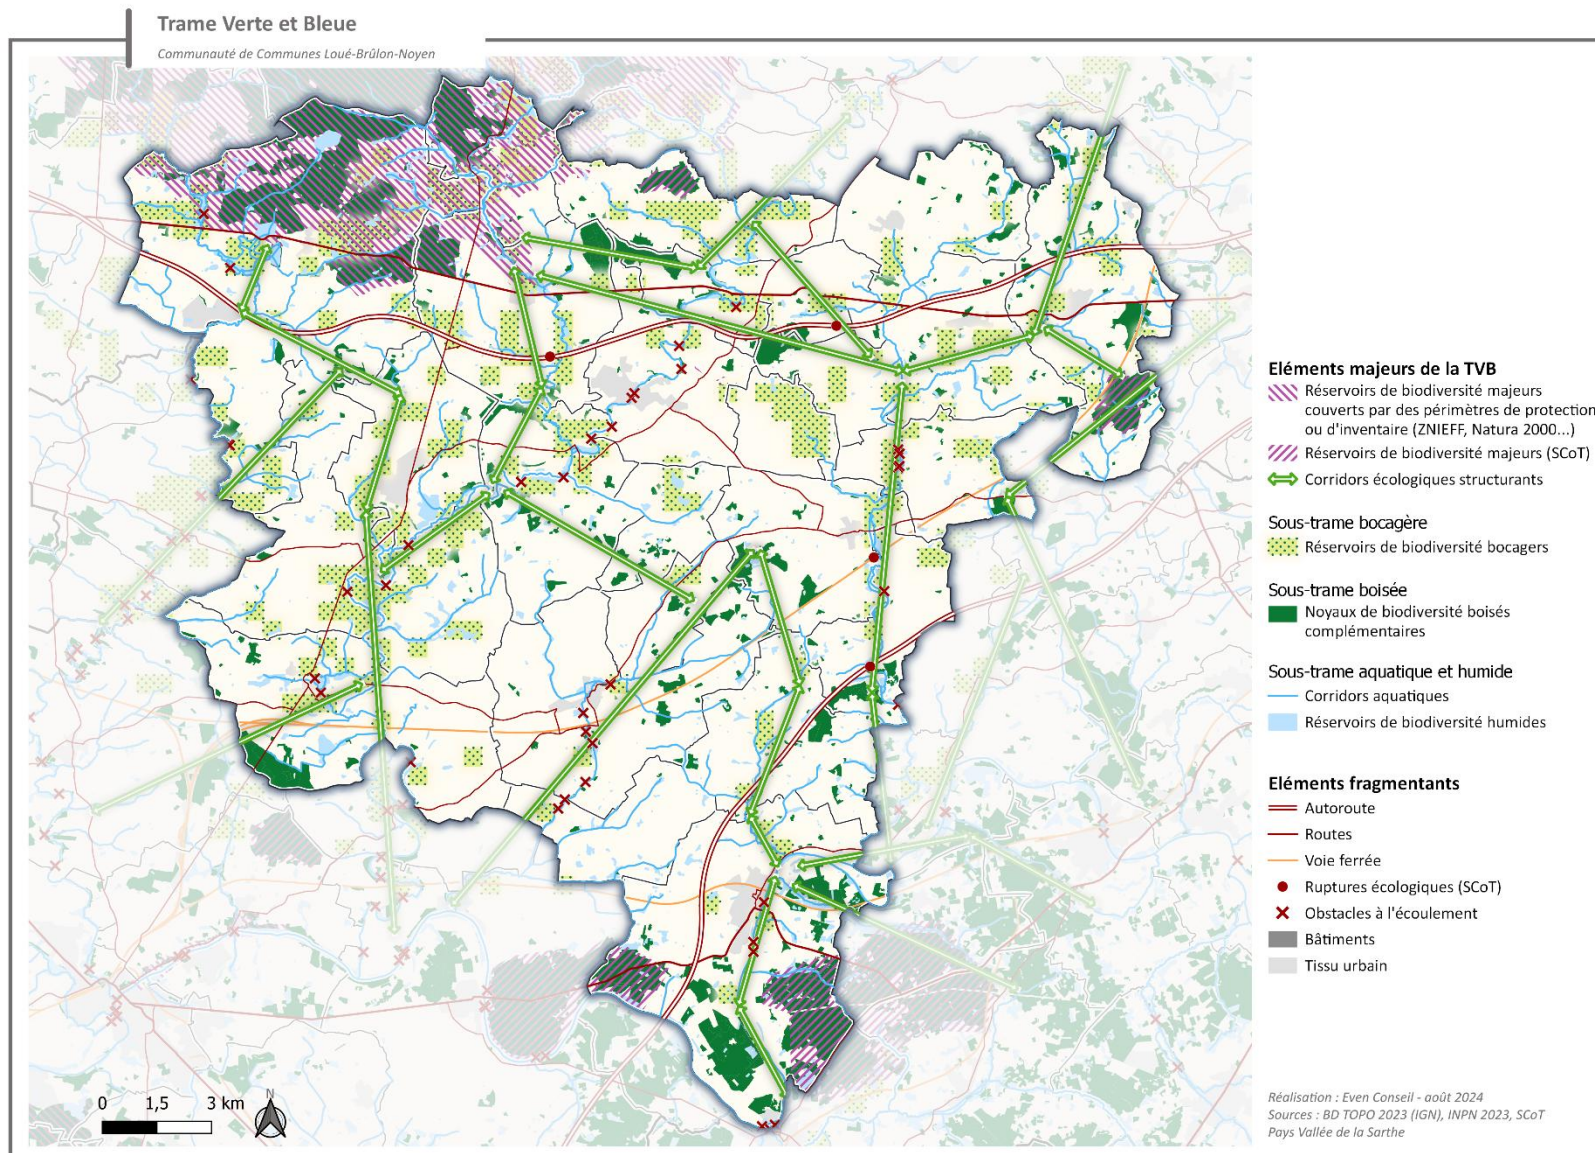 Trame Verte et Bleue
Communauté de Communes Loué-Brûlon-Noyen
Eléments majeurs de la TVB
Réservoirs de biodiversité majeurs
couverts par des périmètres de protection
ou d'inventaire (ZNIEFF, Natura 2000...)
Réservoirs de biodiversité majeurs (SCoT)
Corridors écologiques structurants
Sous-trame bocagère
Réservoirs de biodiversité bocagers
Sous-trame boisée
Noyaux de biodiversité boisés
complémentaires
Sous-trame aquatique et humide
Corridors aquatiques
Réservoirs de biodiversité humides
Eléments fragmentants
Autoroute
Routes
Voie ferrée
Ruptures écologiques (SCoT)
Obstacles à l'écoulement
Bâtiments
Tissu urbain
0 1,5 3 km
N
Réalisation : Even Conseil - août 2024
Sources : BD TOPO 2023 (IGN), INPN 2023, SCoT
Pays Vallée de la Sarthe